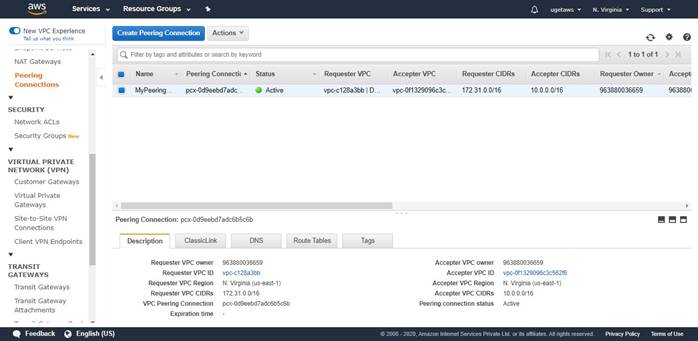 aws
Services
Resource Groups
ugetaws
N. Virginia
Support
New VPC Experience
Tell us what you think
NAT Gateways
Peering
Connections
SECURITY
Network ACLs
Security Groups New
VIRTUAL PRIVATE
NETWORK (VPN)
Customer Gateways
Virtual Private
Gateways
Site-to-Site VPN
Connections
Client VPN Endpoints
TRANSIT
GATEWAYS
Transit Gateways
Transit Gateway
Attachments
Create Peering Connection
Actions
Filter by tags and attributes or search by keyword
1 to 1 of 1
Name Peering Connecti Status Requester VPC Accepter VPC Requester CIDRs Accepter CIDRs Requester Owner Accept
MyPeering... pcx-0d9eebd7adc... Active vpc-c128a3bb | D... vpc-0f1329096c3c... 172.31.0.0/16 10.0.0.0/16 963880036659 963880
Peering Connection: pcx-0d9eebd7adc6b5c6b
Description ClassicLink DNS Route Tables Tags
Requester VPC owner 963880036659 Accepter VPC owner 963880036659
Requester VPC ID vpc-c128a3bb Accepter VPC ID vpc-0f1329096c3c562f6
Requester VPC Region N. Virginia (us-east-1) Accepter VPC Region N. Virginia (us-east-1)
Requester VPC CIDRs 172.31.0.0/16 Accepter VPC CIDRs 10.0.0.0/16
VPC Peering Connection pcx-0d9eebd7adc6b5c6b Peering connection status Active
Expiration time -
Feedback English (US) © 2008 - 2020, Amazon Internet Services Private Ltd. or its affiliates. All rights reserved. Privacy Policy Terms of Use